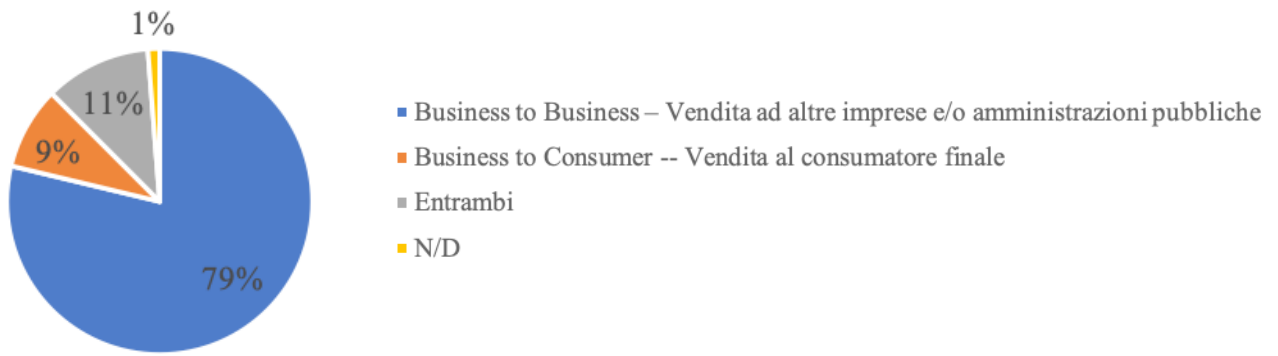 1%
11%
9%
79%
Business to Business – Vendita ad altre imprese e/o amministrazioni pubbliche
Business to Consumer -- Vendita al consumatore finale
Entrambi
N/D